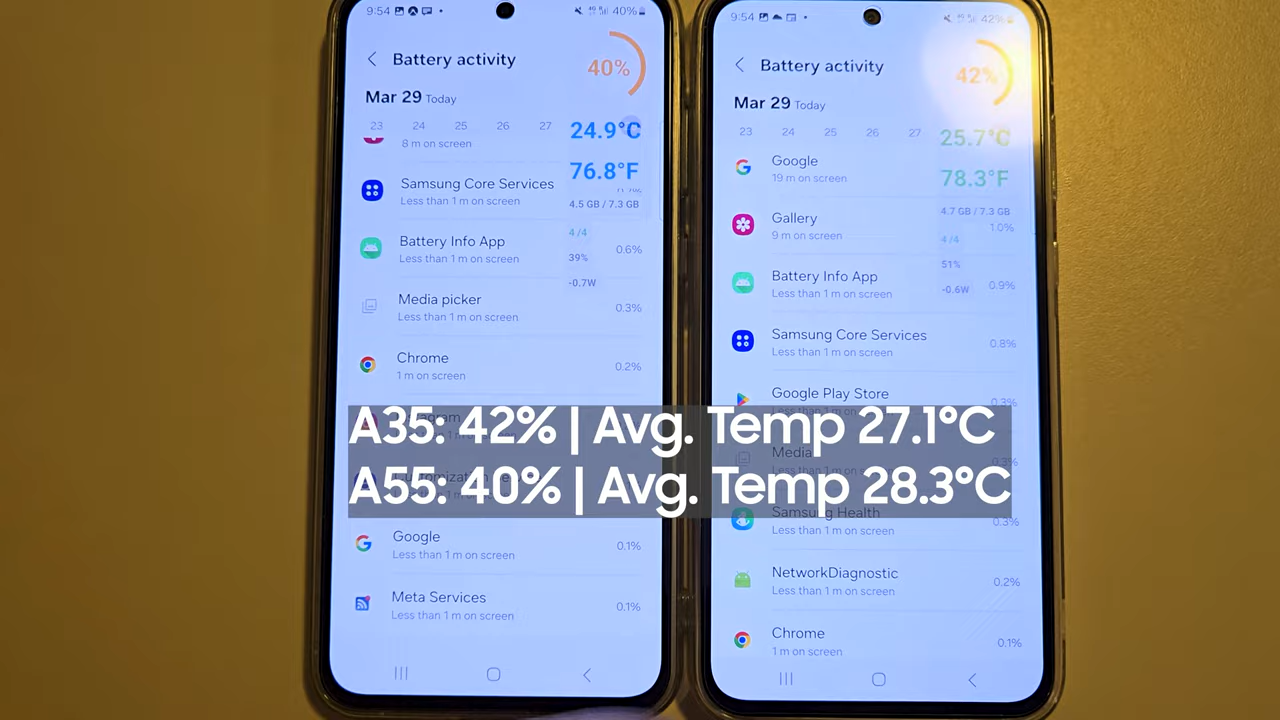 9:54
40%
Battery activity
40%
Mar 29 Today
23 24 25 26 27
24.9°C
8 m on screen
76.8°F
Samsung Core Services
Less than 1 m on screen
4.5 GB / 7.3 GB
4/4
Battery Info App
0.6%
Less than 1 m on screen
39%
-0.7W
Media picker
0.3%
Less than 1 m on screen
Chrome
0.2%
1 m on screen
Google
0.1%
Less than 1 m on screen
Meta Services
0.1%
Less than 1 m on screen
9:54
42%
Battery activity
42%
Mar 29 Today
23 24 25 26 27
25.7°C
Google
19 m on screen
78.3°F
4.7 GB / 7.3 GB
Gallery
1.0%
9 m on screen
4/4
51%
Battery Info App
0.9%
Less than 1 m on screen
-0.6W
Samsung Core Services
0.8%
Less than 1 m on screen
Google Play Store
0.3%
Media
0.3%
Samsung Health
0.3%
Less than 1 m on screen
NetworkDiagnostic
0.2%
Less than 1 m on screen
Chrome
0.1%
1 m on screen
A35: 42% | Avg. Temp 27.1°C
A55: 40% | Avg. Temp 28.3°C